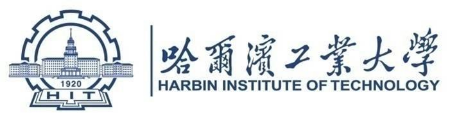 1920
HIT
哈爾濱工業大學
HARBIN INSTITUTE OF TECHNOLOGY